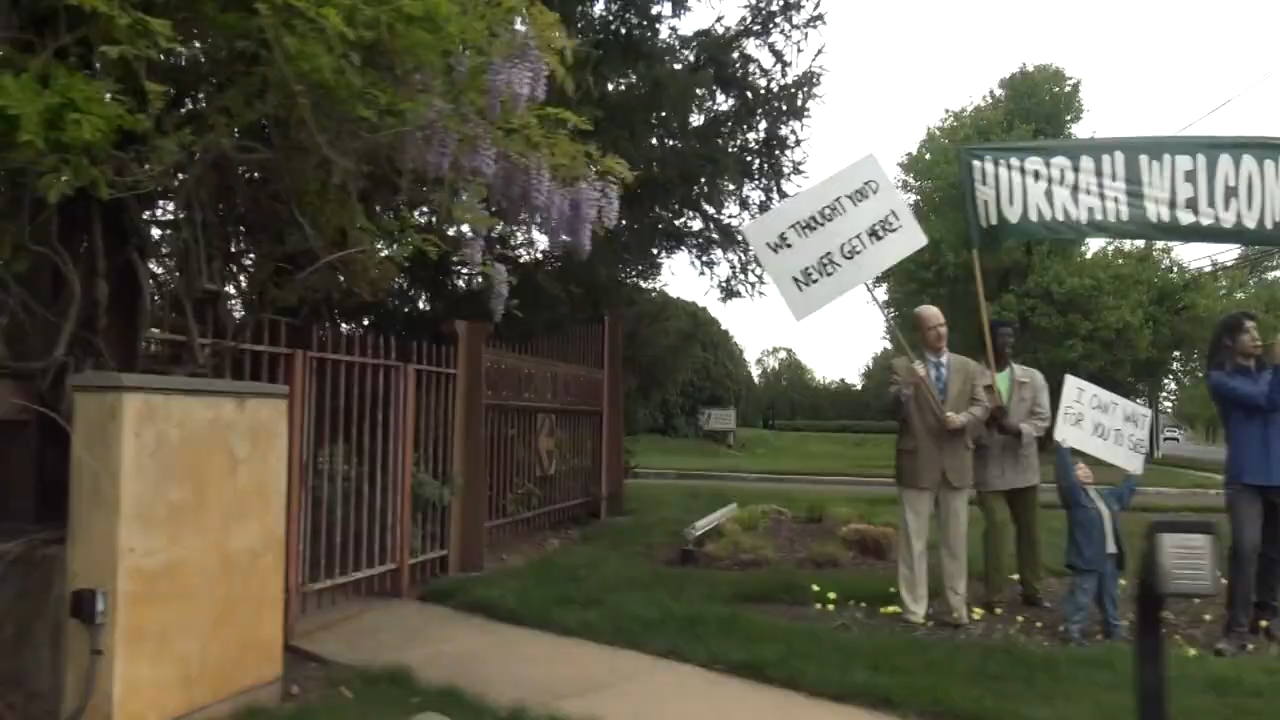 WE THOUGHT YOU'D
NEVER GET HERE!
HURRAH WELCOM
I CAN'T WAIT
FOR YOU TO SEE